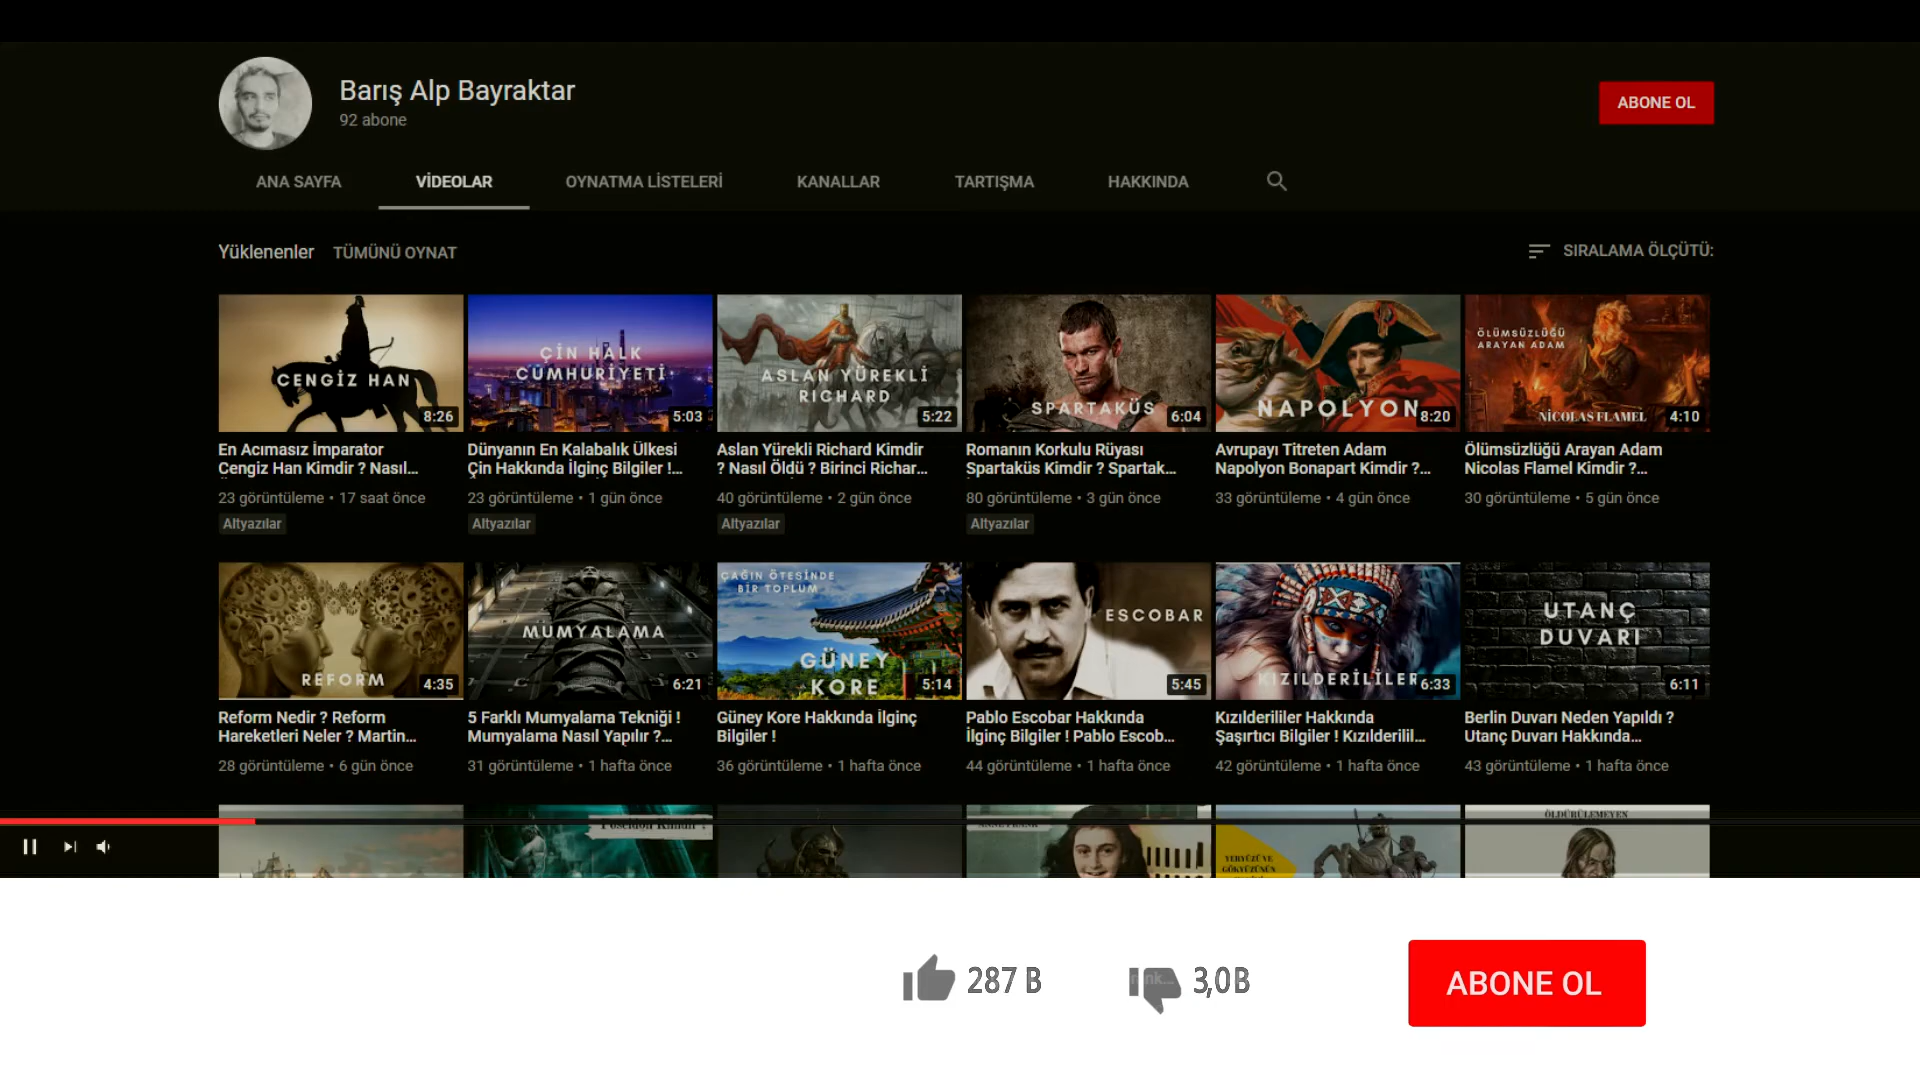 Barış Alp Bayraktar
92 abone
ABONE OL
ANA SAYFA VİDEOLAR OYNATMA LİSTELERİ KANALLAR TARTIŞMA HAKKINDA
Yüklenenler TÜMÜNÜ OYNAT
SIRALAMA ÖLÇÜTÜ:
CENGİZ HAN
8:26
ÇİN HALK
CUMHURİYETİ
5:03
ASLAN YÜREKLİ
RICHARD
5:22
SPARTAKÜS
6:04
NAPOLYON
8:20
ÖLÜMSÜZLÜĞÜ
ARAYAN ADAM
NİCOLAS FLAMEL
4:10
En Acımasız İmparator
Cengiz Han Kimdir ? Nasıl...
23 görüntüleme • 17 saat önce
Altyazılar
Dünyanın En Kalabalık Ülkesi
Çin Hakkında İlginç Bilgiler !...
23 görüntüleme • 1 gün önce
Altyazılar
Aslan Yürekli Richard Kimdir
? Nasıl Öldü ? Birinci Richar...
40 görüntüleme • 2 gün önce
Altyazılar
Romanın Korkulu Rüyası
Spartaküs Kimdir ? Spartak...
80 görüntüleme • 3 gün önce
Altyazılar
Avrupayı Titreten Adam
Napolyon Bonapart Kimdir ?...
33 görüntüleme • 4 gün önce
Ölümsüzlüğü Arayan Adam
Nicolas Flamel Kimdir ?...
30 görüntüleme • 5 gün önce
REFORM
4:35
MUMYALAMA
6:21
ÇAĞIN ÖTESİNDE
BİR TOPLUM
GÜNEY
KORE
5:14
ESCOBAR
5:45
KIZILDERİLİLER
6:33
UTANÇ
DUVARI
6:11
Reform Nedir ? Reform
Hareketleri Neler ? Martin...
28 görüntüleme • 6 gün önce
5 Farklı Mumyalama Tekniği !
Mumyalama Nasıl Yapılır ?...
31 görüntüleme • 1 hafta önce
Güney Kore Hakkında İlginç
Bilgiler !
36 görüntüleme • 1 hafta önce
Pablo Escobar Hakkında
İlginç Bilgiler ! Pablo Escob...
44 görüntüleme • 1 hafta önce
Kızılderililer Hakkında
Şaşırtıcı Bilgiler ! Kızılderilil...
42 görüntüleme • 1 hafta önce
Berlin Duvarı Neden Yapıldı ?
Utanç Duvarı Hakkında...
43 görüntüleme • 1 hafta önce
YERYÜZÜ VE
GÖKYÜZÜNÜN
ÖLDÜRÜLEMEYEN
287 B
3,0 B
ABONE OL